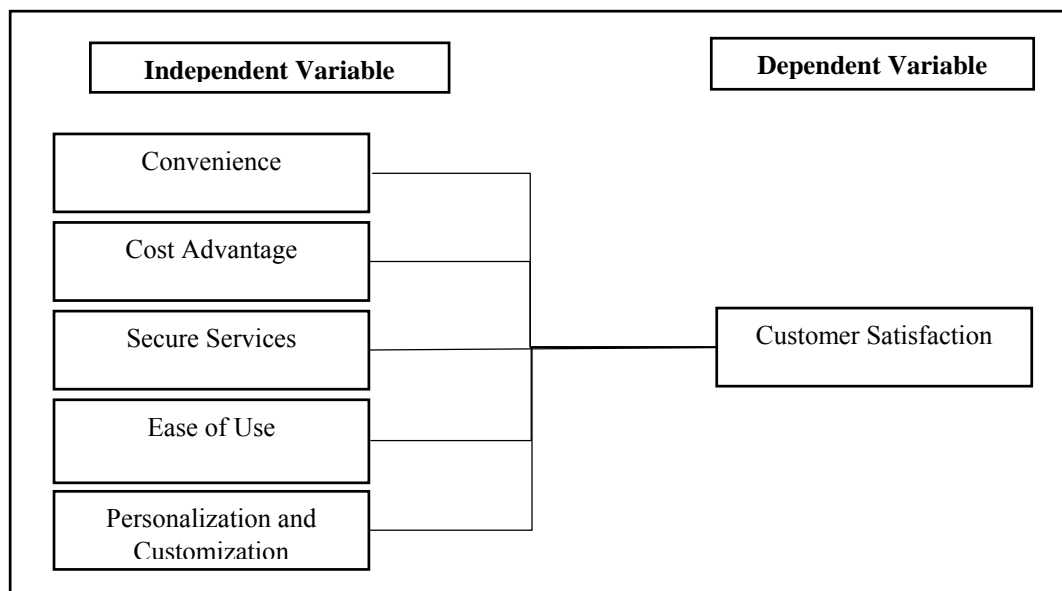 Independent Variable
Dependent Variable
Convenience
Cost Advantage
Secure Services
Customer Satisfaction
Ease of Use
Personalization and
Customization